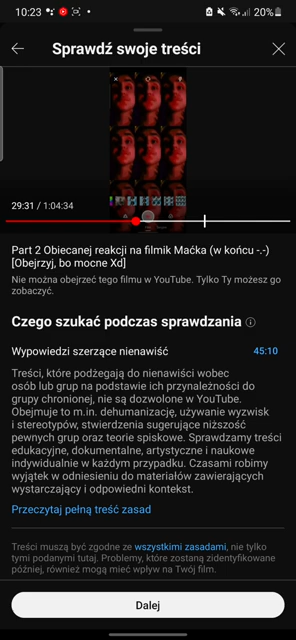 10:23
20%
Sprawdź swoje treści
29:31 / 1:04:34
Part 2 Obiecanej reakcji na filmik Maćka (w końcu -.-)
[Obejrzyj, bo mocne Xd]
Nie można obejrzeć tego filmu w YouTube. Tylko Ty możesz go
zobaczyć.
Czego szukać podczas sprawdzania
Wypowiedzi szerzące nienawiść 45:10
Treści, które podżegają do nienawiści wobec
osób lub grup na podstawie ich przynależności do
grupy chronionej, nie są dozwolone w YouTube.
Obejmuje to m.in. dehumanizację, używanie wyzwisk
i stereotypów, stwierdzenia sugerujące niższość
pewnych grup oraz teorie spiskowe. Sprawdzamy treści
edukacyjne, dokumentalne, artystyczne i naukowe
indywidualnie w każdym przypadku. Czasami robimy
wyjątek w odniesieniu do materiałów zawierających
wystarczający i odpowiedni kontekst.
Przeczytaj pełną treść zasad
Treści muszą być zgodne ze wszystkimi zasadami, nie tylko
tymi podanymi tutaj. Problemy, które zostaną zidentyfikowane
później, również mogą mieć wpływ na Twój film.
Dalej